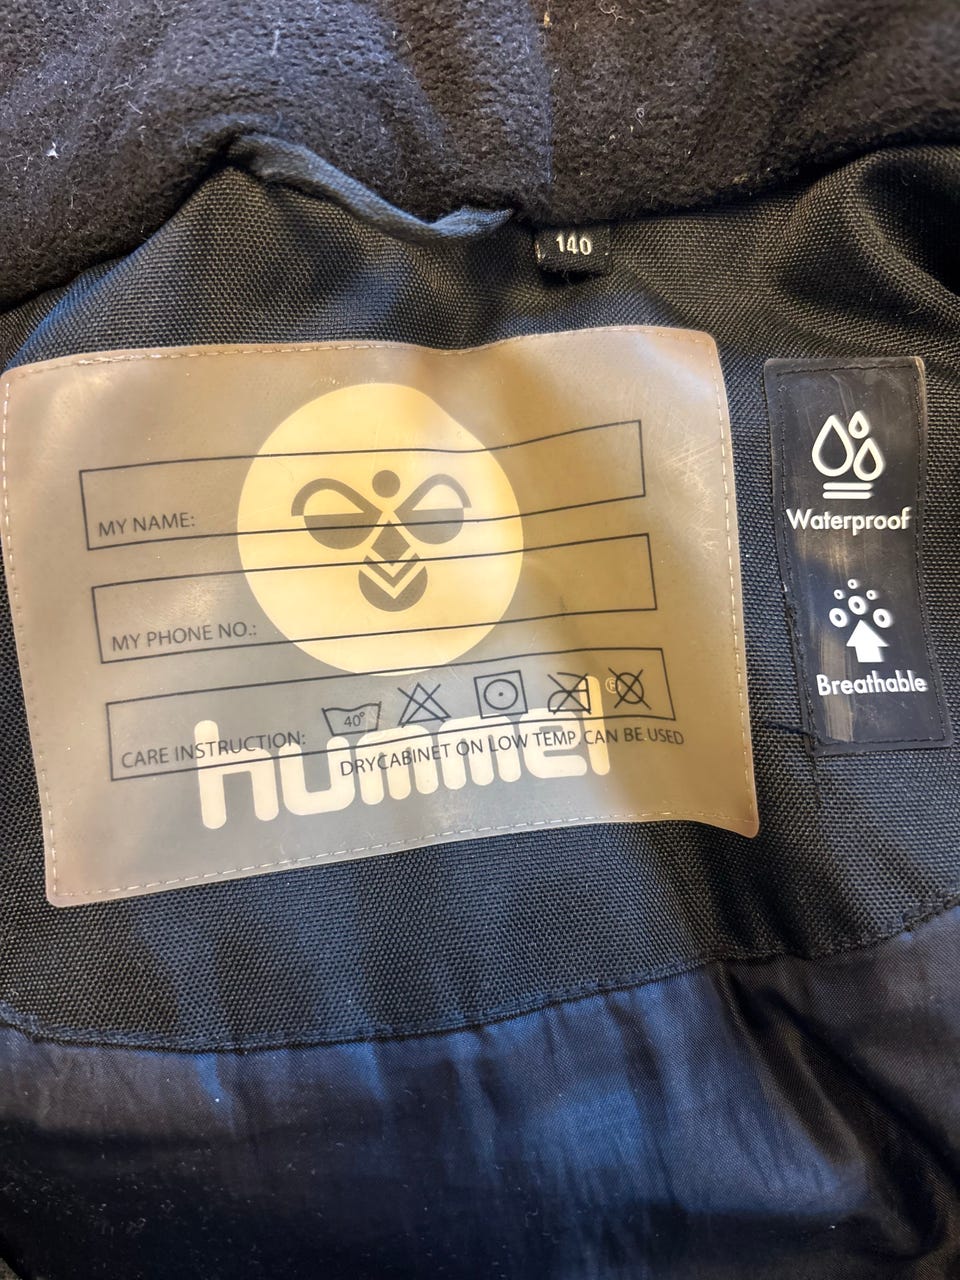 140
MY NAME:
MY PHONE NO.:
CARE INSTRUCTION:
40°
DRYCABINET ON LOW TEMP. CAN BE USED
hummel®
Waterproof
Breathable